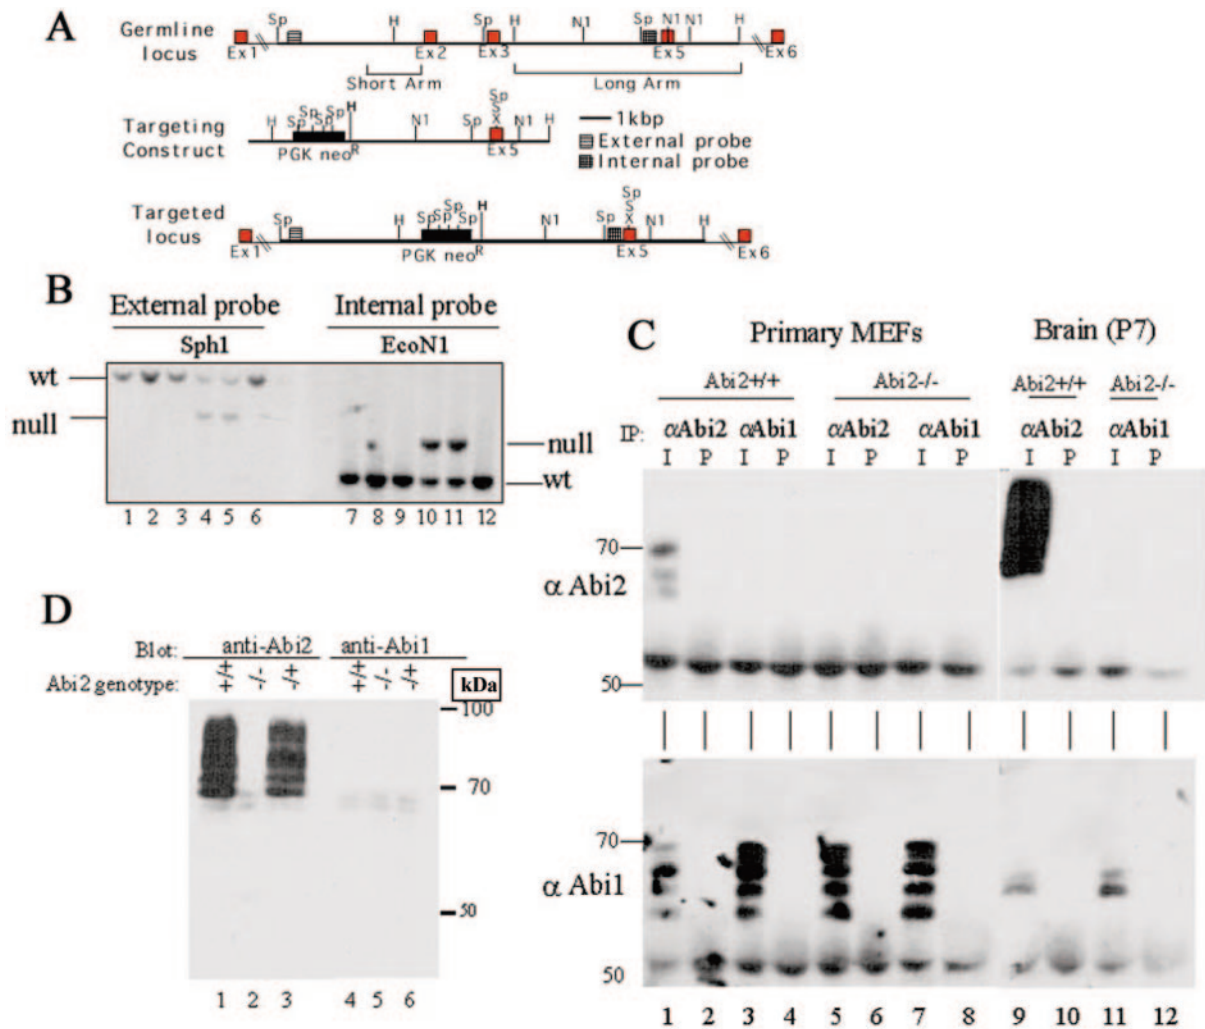 A
Germline locus
Sp H Sp H N1 Sp N1 N1 H
Ex1 Ex2 Ex3 Ex5 Ex6
Short Arm Long Arm
Targeting Construct
H Sp Sp Sp Sp H N1 Sp Sp S X N1 H
PGK neoR Ex5
1kbp
External probe
Internal probe
Targeted locus
Sp H Sp Sp Sp Sp H N1 Sp Sp S X N1 H
Ex1 PGK neoR Ex5 Ex6
B
External probe Internal probe
Sph1 EcoN1
wt
null
null
wt
1 2 3 4 5 6 7 8 9 10 11 12
C
Primary MEFs Brain (P7)
Abi2+/+ Abi2-/- Abi2+/+ Abi2-/-
IP: αAbi2 αAbi1 αAbi2 αAbi1 αAbi2 αAbi1
I P I P I P I P I P I P
70
α Abi2
50
70
α Abi1
50
1 2 3 4 5 6 7 8 9 10 11 12
D
Blot: anti-Abi2 anti-Abi1
Abi2 genotype: +/+ -/- -/+ +/+ -/- -/+ kDa
100
70
50
1 2 3 4 5 6